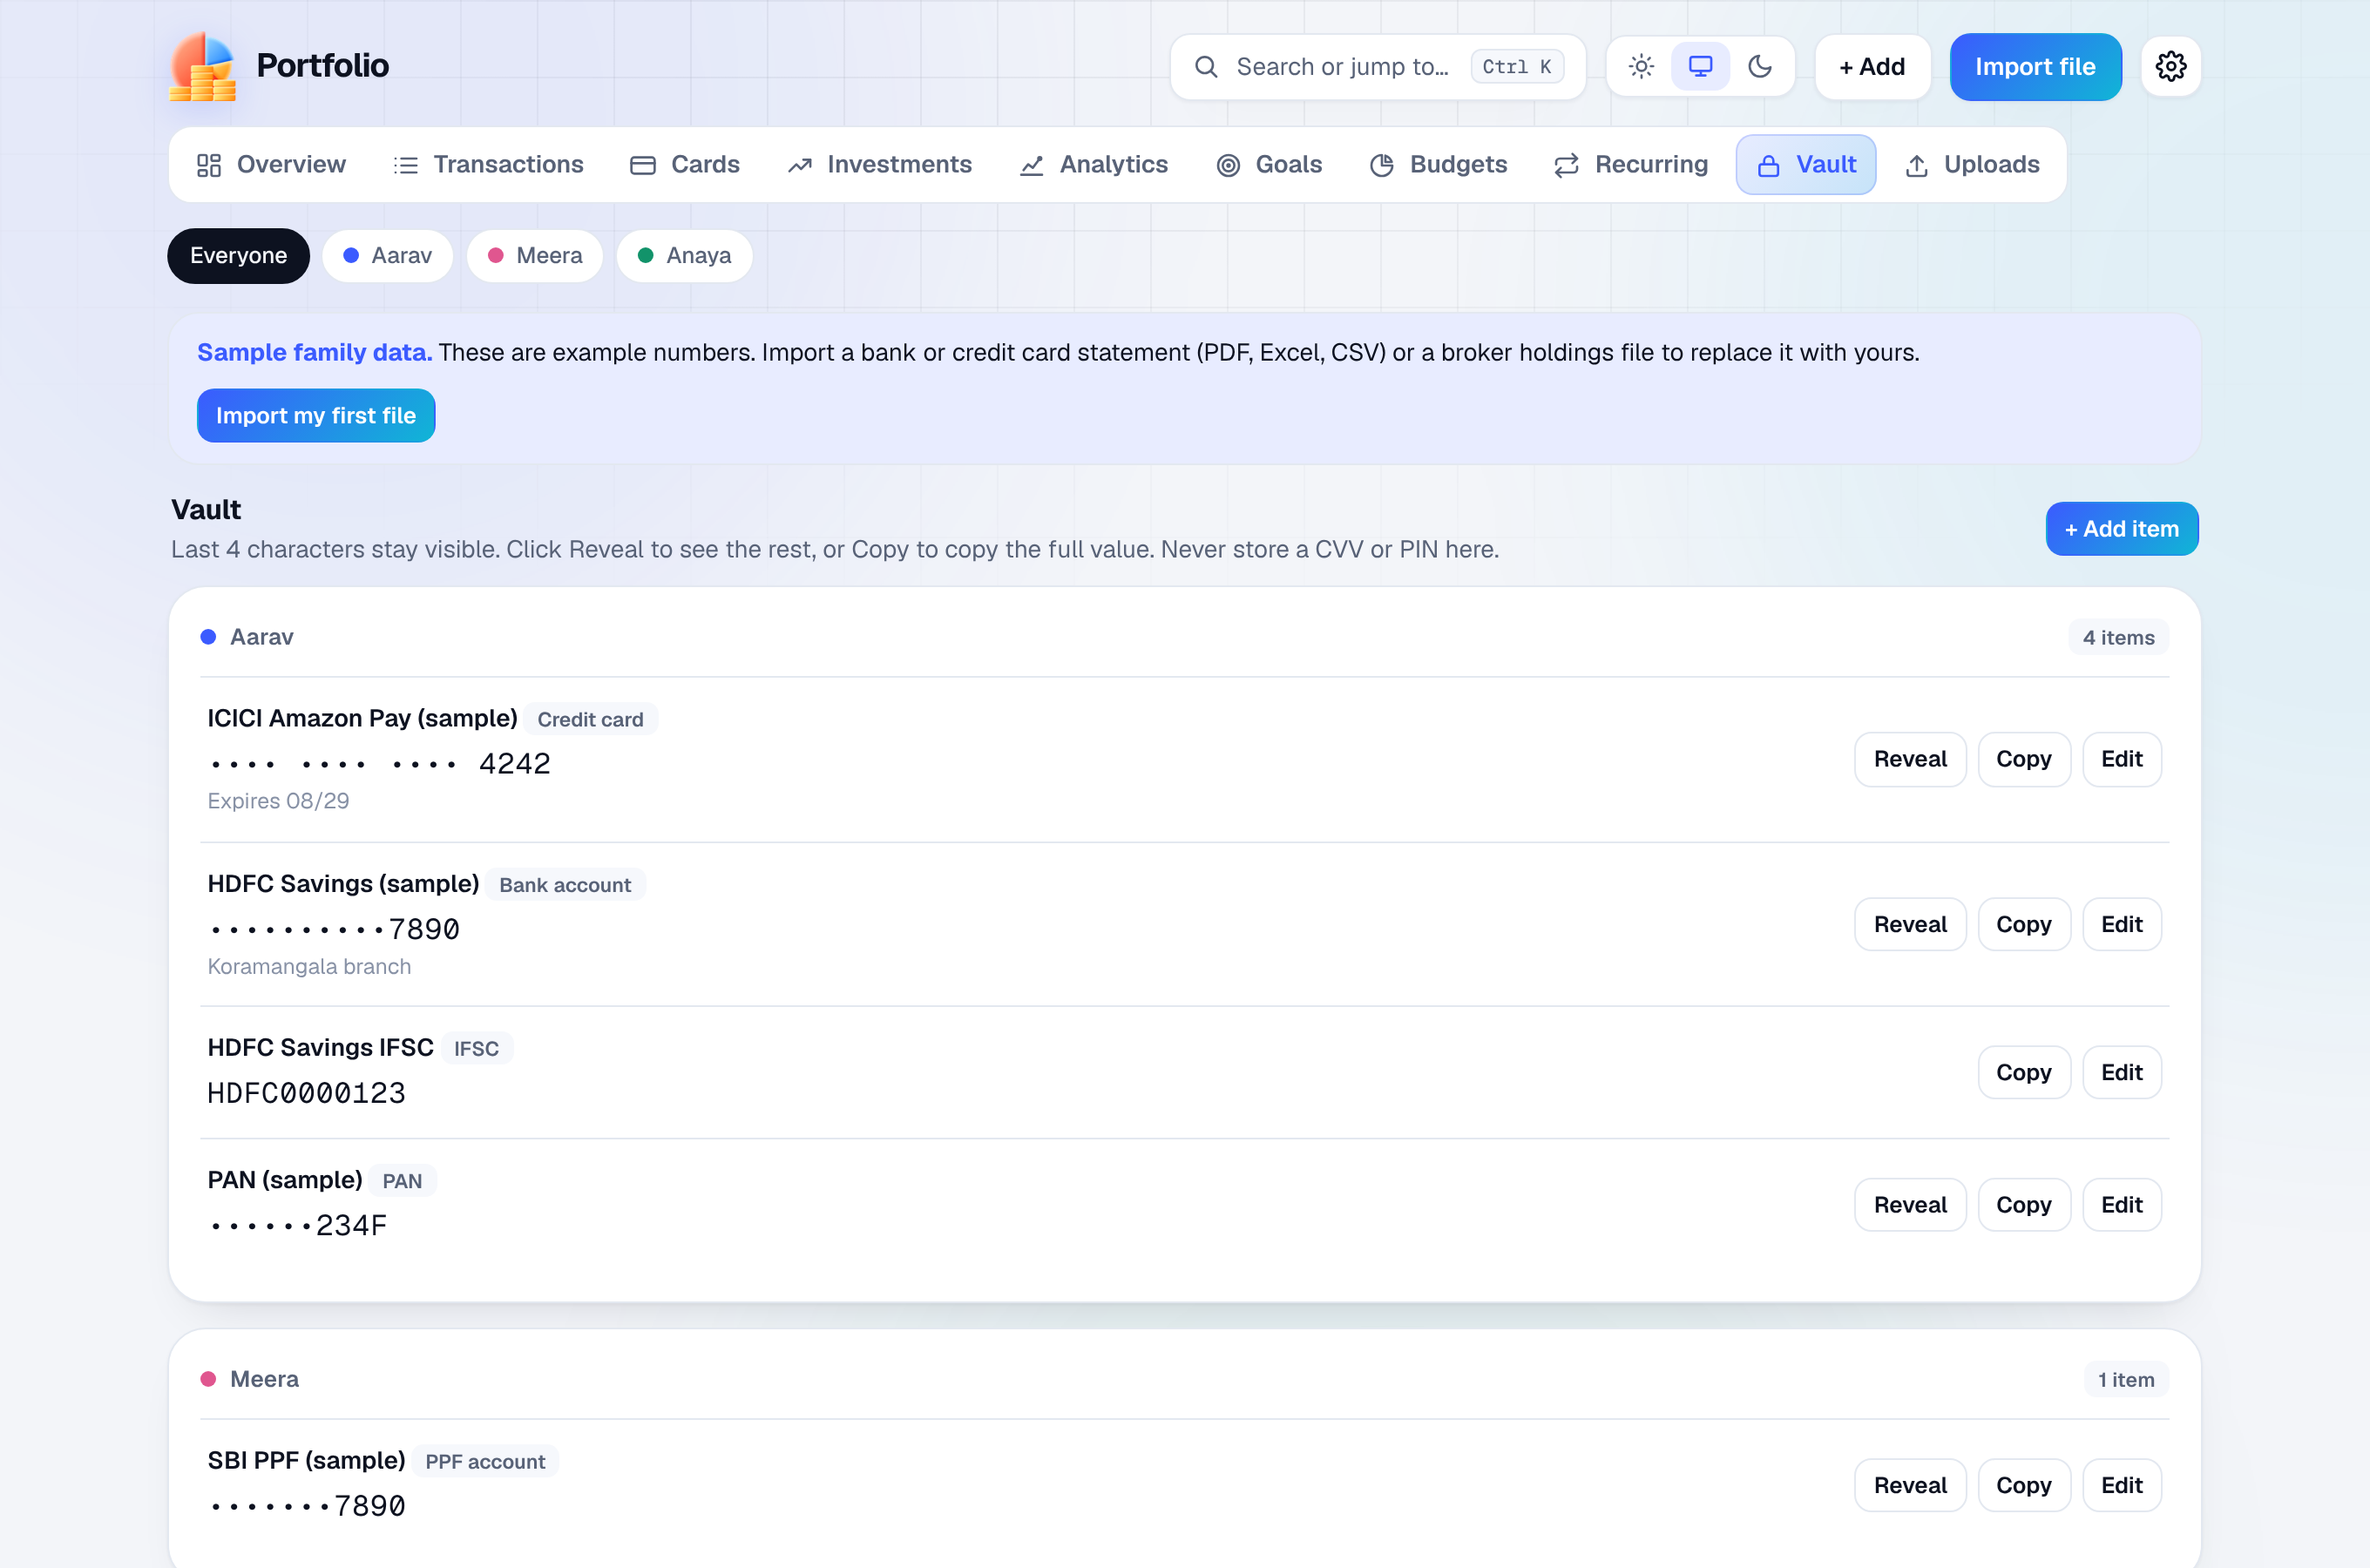 Portfolio
Search or jump to... Ctrl K
+ Add
Import file
Overview Transactions Cards Investments Analytics Goals Budgets Recurring Vault Uploads
Everyone Aarav Meera Anaya
Sample family data. These are example numbers. Import a bank or credit card statement (PDF, Excel, CSV) or a broker holdings file to replace it with yours.
Import my first file
Vault
Last 4 characters stay visible. Click Reveal to see the rest, or Copy to copy the full value. Never store a CVV or PIN here.
+ Add item
Aarav 4 items
ICICI Amazon Pay (sample) Credit card
•••• •••• •••• 4242
Expires 08/29
Reveal Copy Edit
HDFC Savings (sample) Bank account
••••••••••7890
Koramangala branch
Reveal Copy Edit
HDFC Savings IFSC IFSC
HDFC0000123
Copy Edit
PAN (sample) PAN
••••••234F
Reveal Copy Edit
Meera 1 item
SBI PPF (sample) PPF account
•••••••7890
Reveal Copy Edit